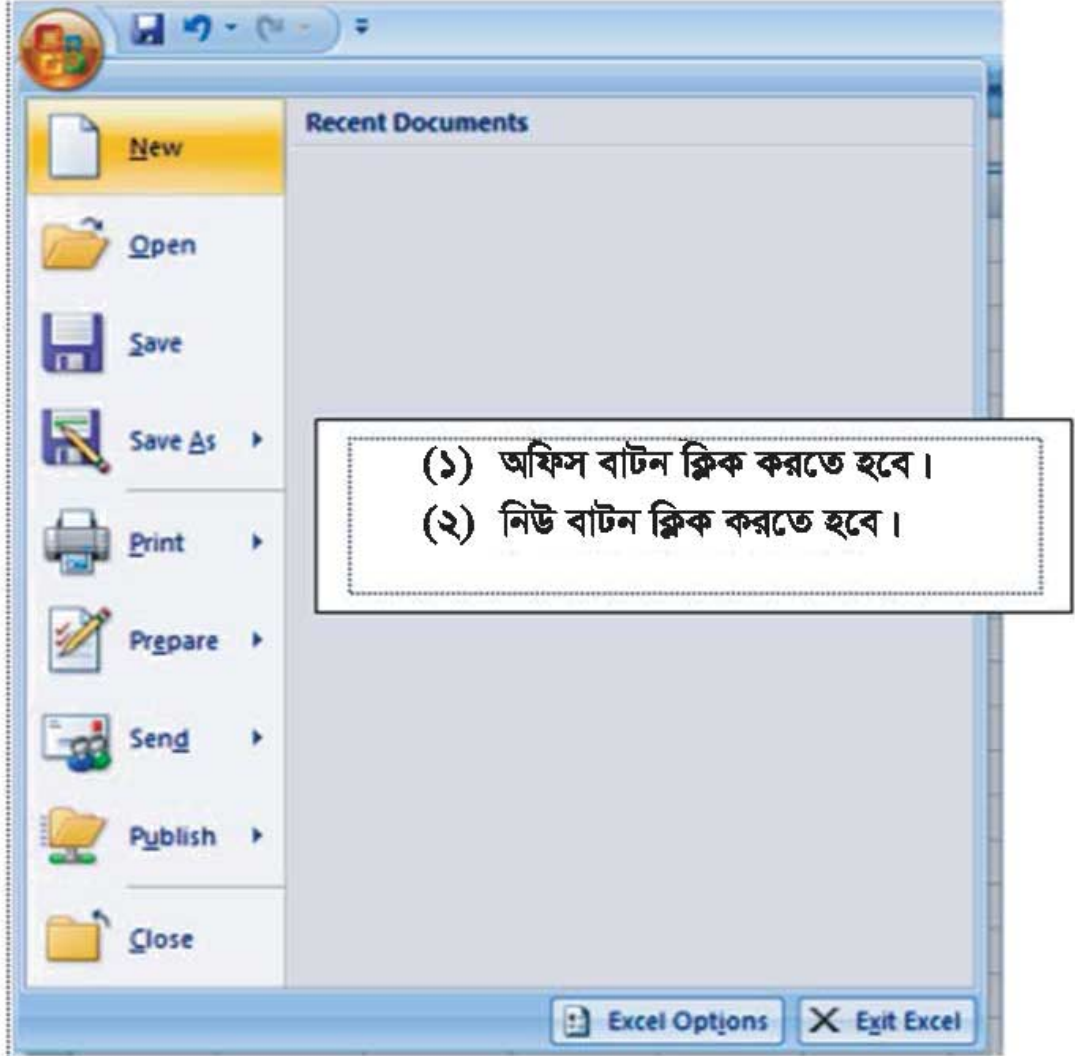 Recent Documents
New
Open
Save
Save As
(১) অফিস বাটন ক্লিক করতে হবে।
(২) নিউ বাটন ক্লিক করতে হবে।
Print
Prepare
Send
Publish
Close
Excel Options
Exit Excel